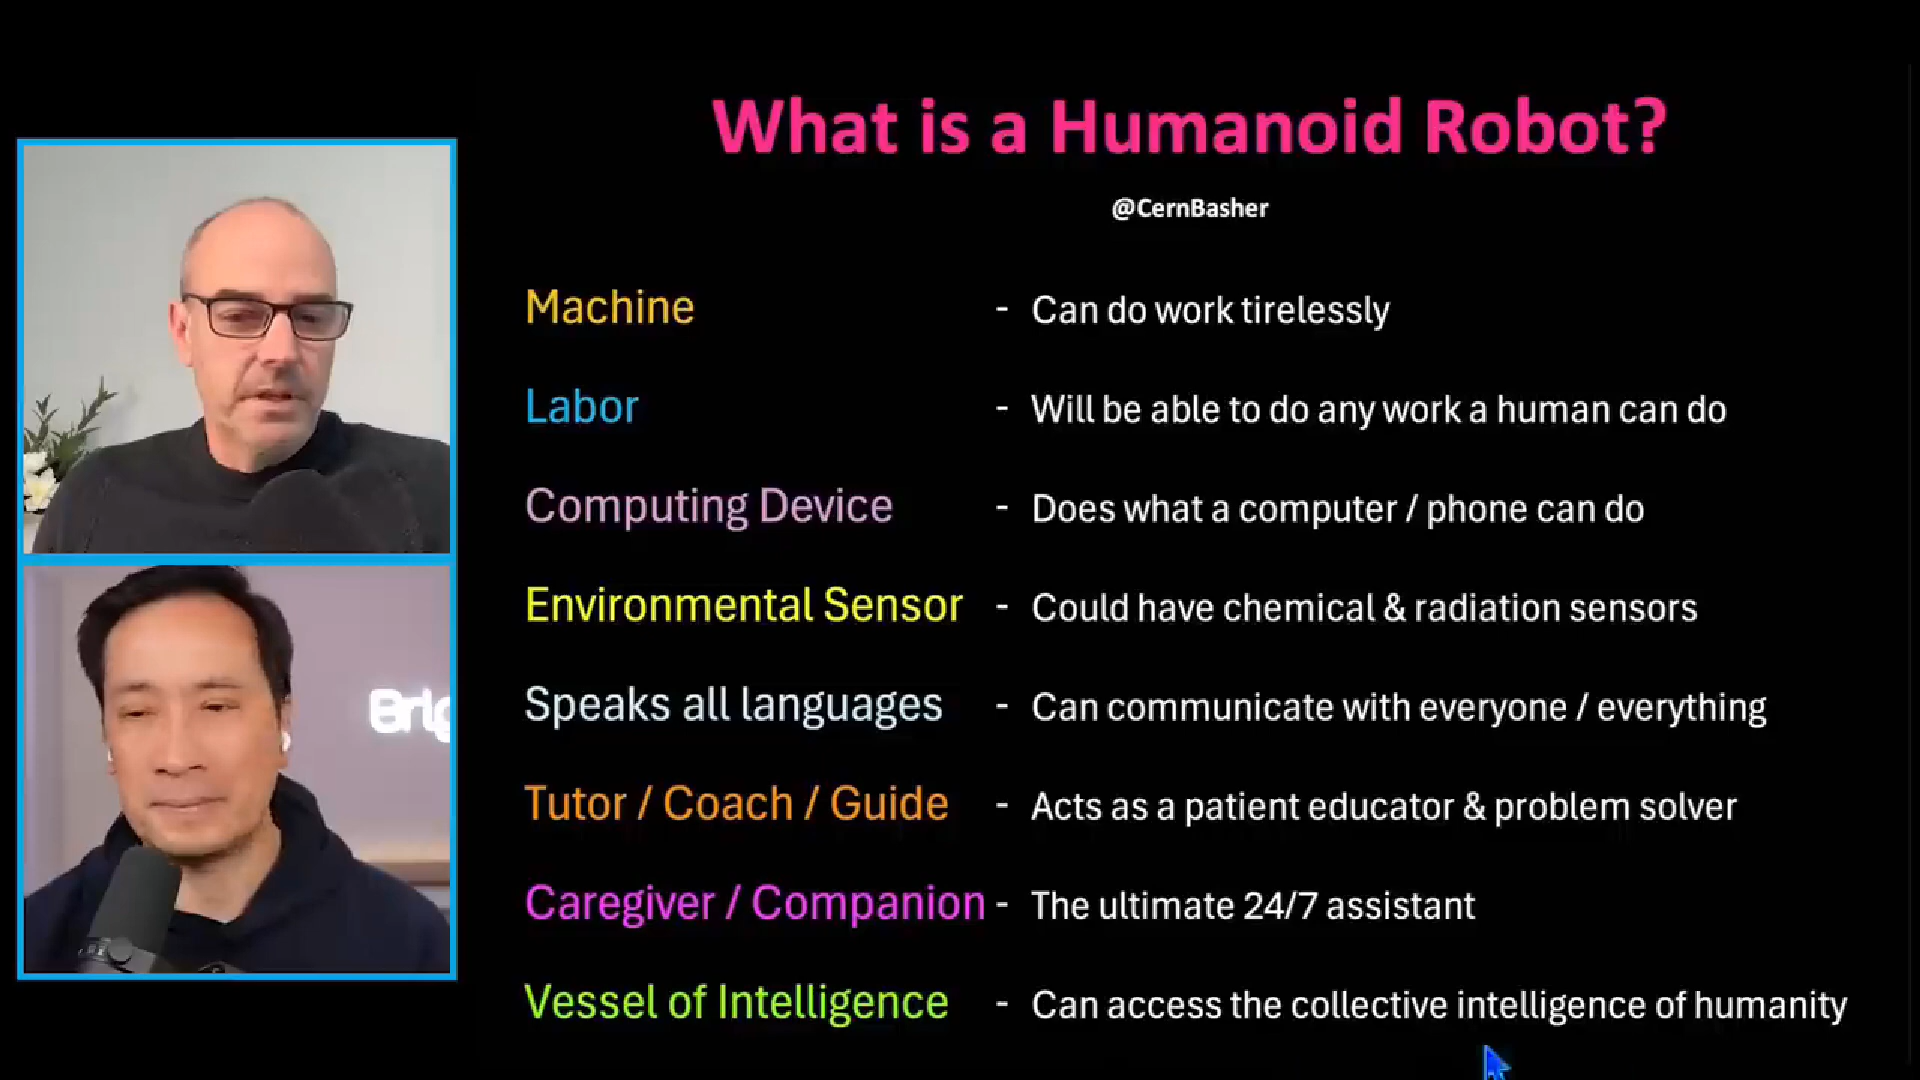 What is a Humanoid Robot?
@CernBasher
Machine - Can do work tirelessly
Labor - Will be able to do any work a human can do
Computing Device - Does what a computer / phone can do
Environmental Sensor - Could have chemical & radiation sensors
Speaks all languages - Can communicate with everyone / everything
Tutor / Coach / Guide - Acts as a patient educator & problem solver
Caregiver / Companion - The ultimate 24/7 assistant
Vessel of Intelligence - Can access the collective intelligence of humanity